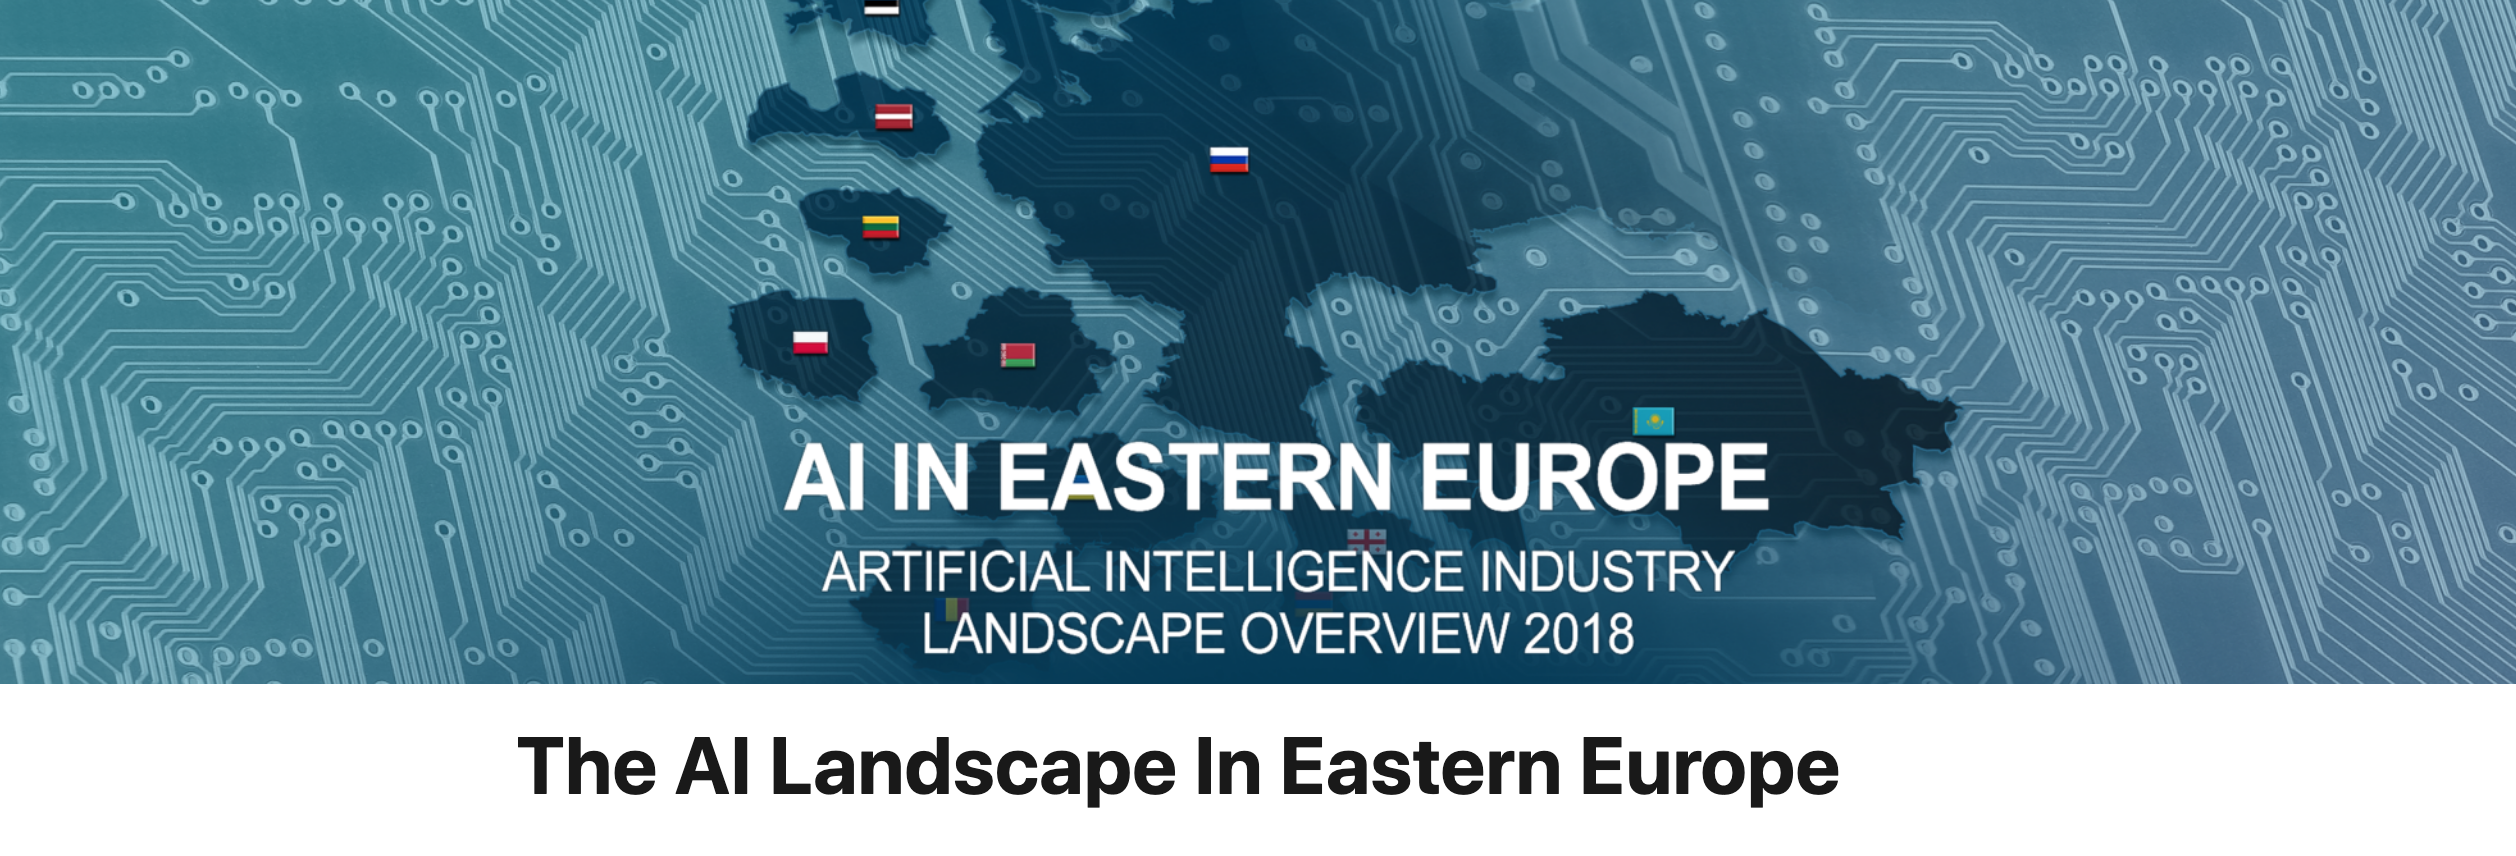 AI IN EASTERN EUROPE
ARTIFICIAL INTELLIGENCE INDUSTRY
LANDSCAPE OVERVIEW 2018
The AI Landscape In Eastern Europe